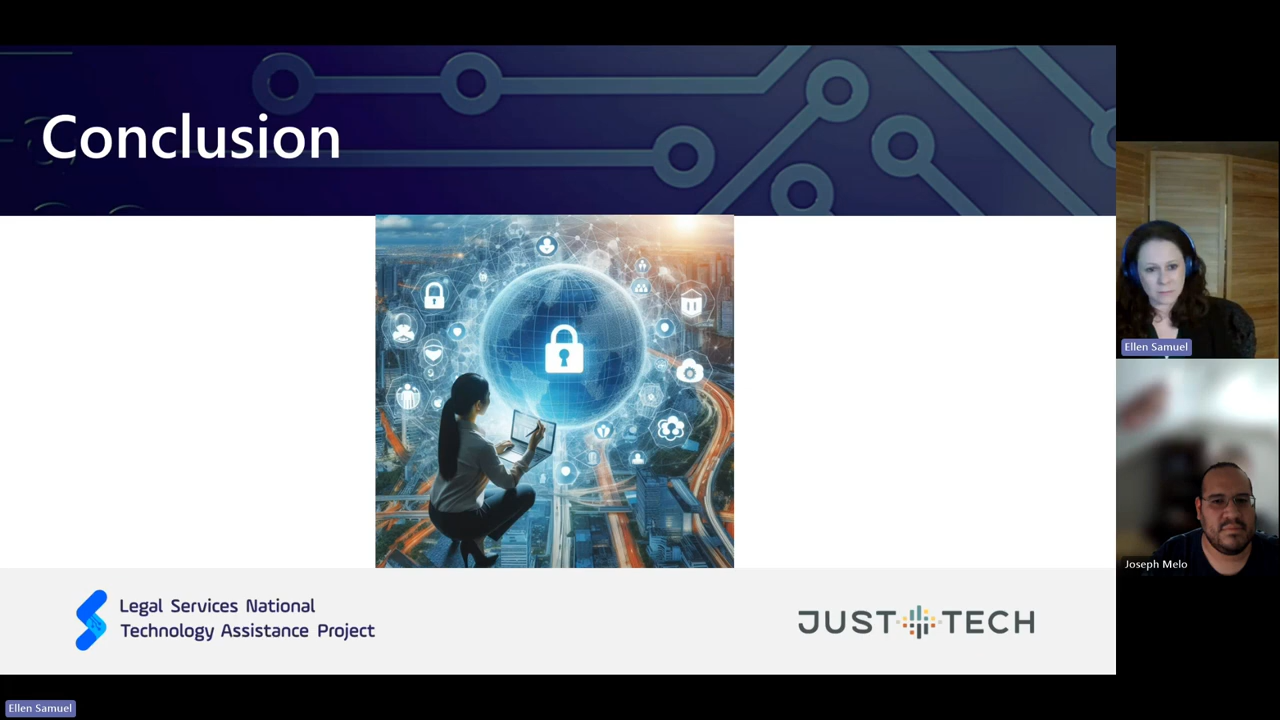 Conclusion
Legal Services National
Technology Assistance Project
JUST TECH
Ellen Samuel
Joseph Melo
Ellen Samuel